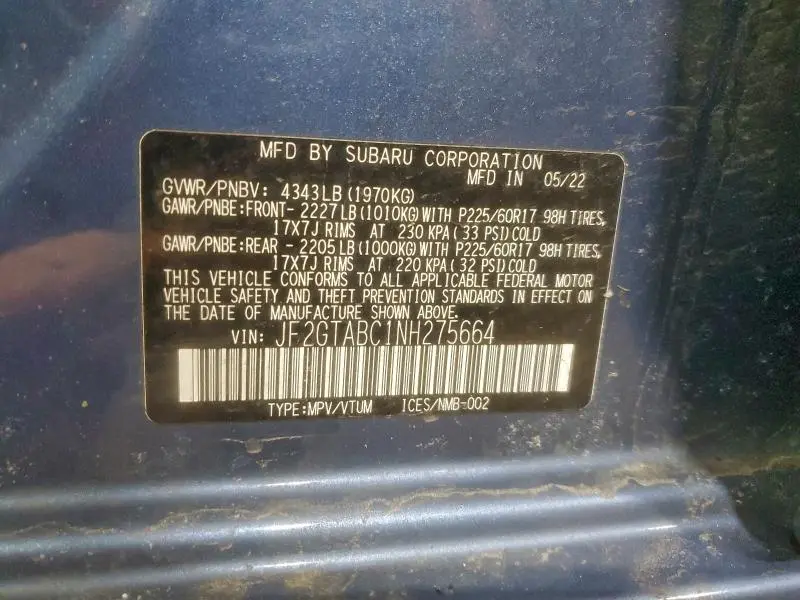 MFD BY SUBARU CORPORATION
MFD IN 05/22
GVWR/PNBV: 4343LB (1970KG)
GAWR/PNBE:FRONT- 2227LB (1010KG) WITH P225/60R17 98H TIRES,
17X7J RIMS AT 230 KPA ( 33 PSI) COLD
GAWR/PNBE:REAR - 2205LB (1000KG) WITH P225/60R17 98H TIRES,
17X7J RIMS AT 220 KPA ( 32 PSI) COLD
THIS VEHICLE CONFORMS TO ALL APPLICABLE FEDERAL MOTOR
VEHICLE SAFETY AND THEFT PREVENTION STANDARDS IN EFFECT ON
THE DATE OF MANUFACTURE SHOWN ABOVE.
VIN: JF2GTABC1NH275664
TYPE:MPV/VTUM ICES/NMB-002